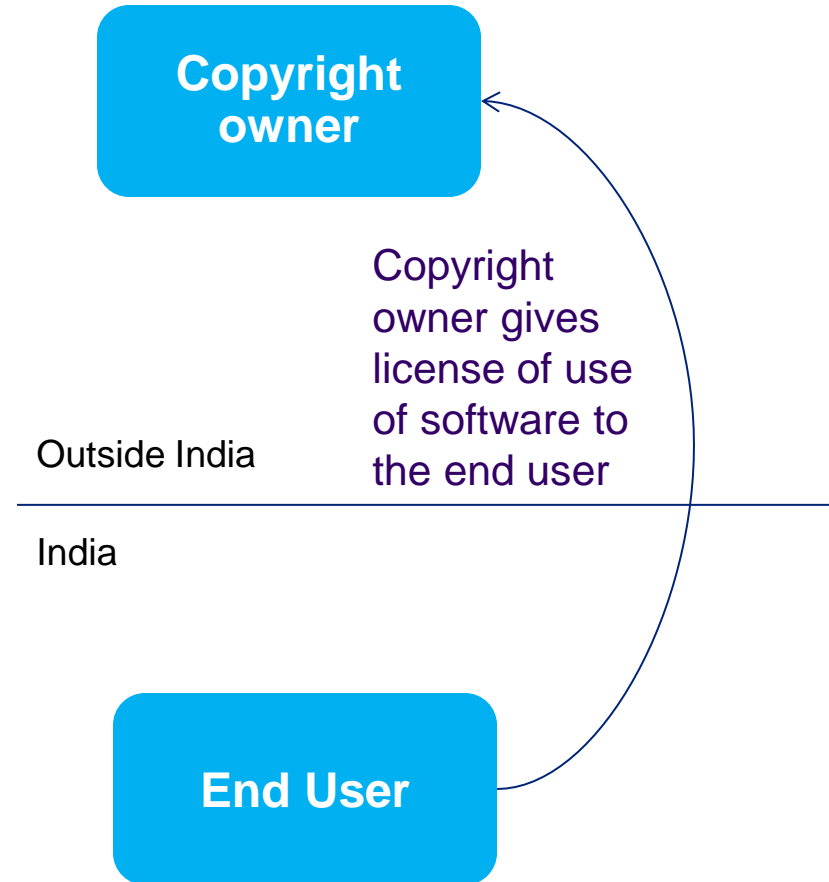 Copyright
owner
Copyright
owner gives
license of use
of software to
the end user
Outside India
India
End User